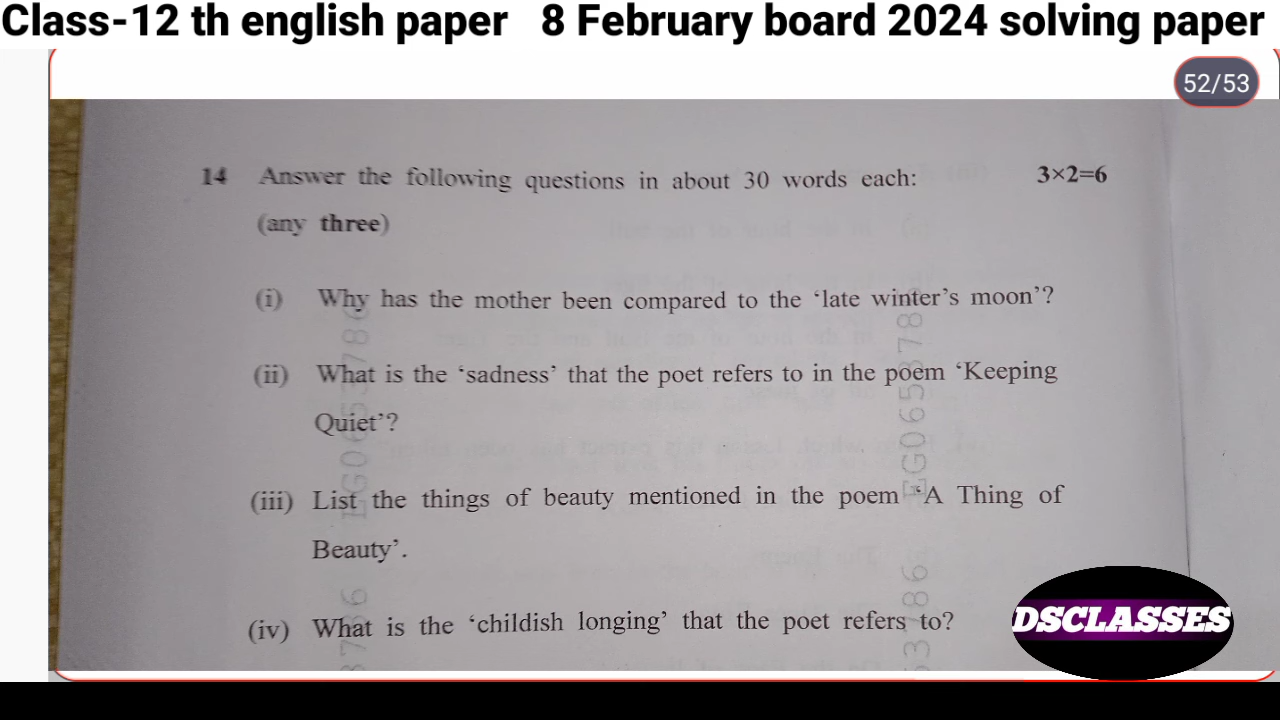 Class-12 th english paper 8 February board 2024 solving paper
52/53
14 Answer the following questions in about 30 words each: 3×2=6
(any three)
(i) Why has the mother been compared to the ‘late winter’s moon’?
(ii) What is the ‘sadness’ that the poet refers to in the poem ‘Keeping
Quiet’?
(iii) List the things of beauty mentioned in the poem ‘A Thing of
Beauty’.
(iv) What is the ‘childish longing’ that the poet refers to?
DSCLASSES